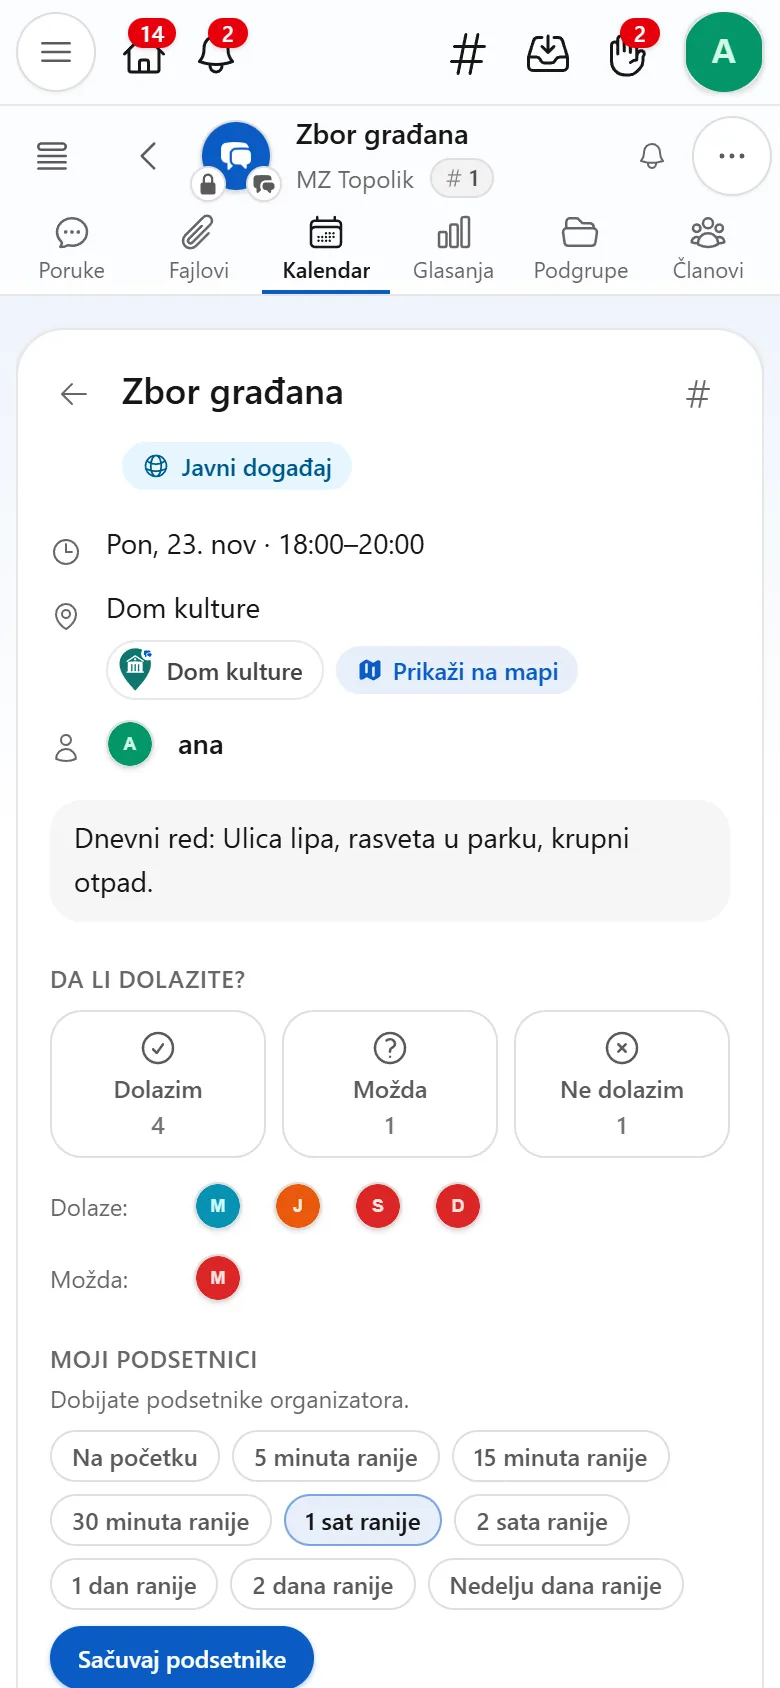 14
2
2
A
Zbor građana
MZ Topolik
# 1
Poruke
Fajlovi
Kalendar
Glasanja
Podgrupe
Članovi
Zbor građana
#
Javni događaj
Pon, 23. nov · 18:00–20:00
Dom kulture
Dom kulture
Prikaži na mapi
A
ana
Dnevni red: Ulica lipa, rasveta u parku, krupni
otpad.
DA LI DOLAZITE?
Dolazim
4
Možda
1
Ne dolazim
1
Dolaze:
M
J
S
D
Možda:
M
MOJI PODSETNICI
Dobijate podsetnike organizatora.
Na početku
5 minuta ranije
15 minuta ranije
30 minuta ranije
1 sat ranije
2 sata ranije
1 dan ranije
2 dana ranije
Nedelju dana ranije
Sačuvaj podsetnike